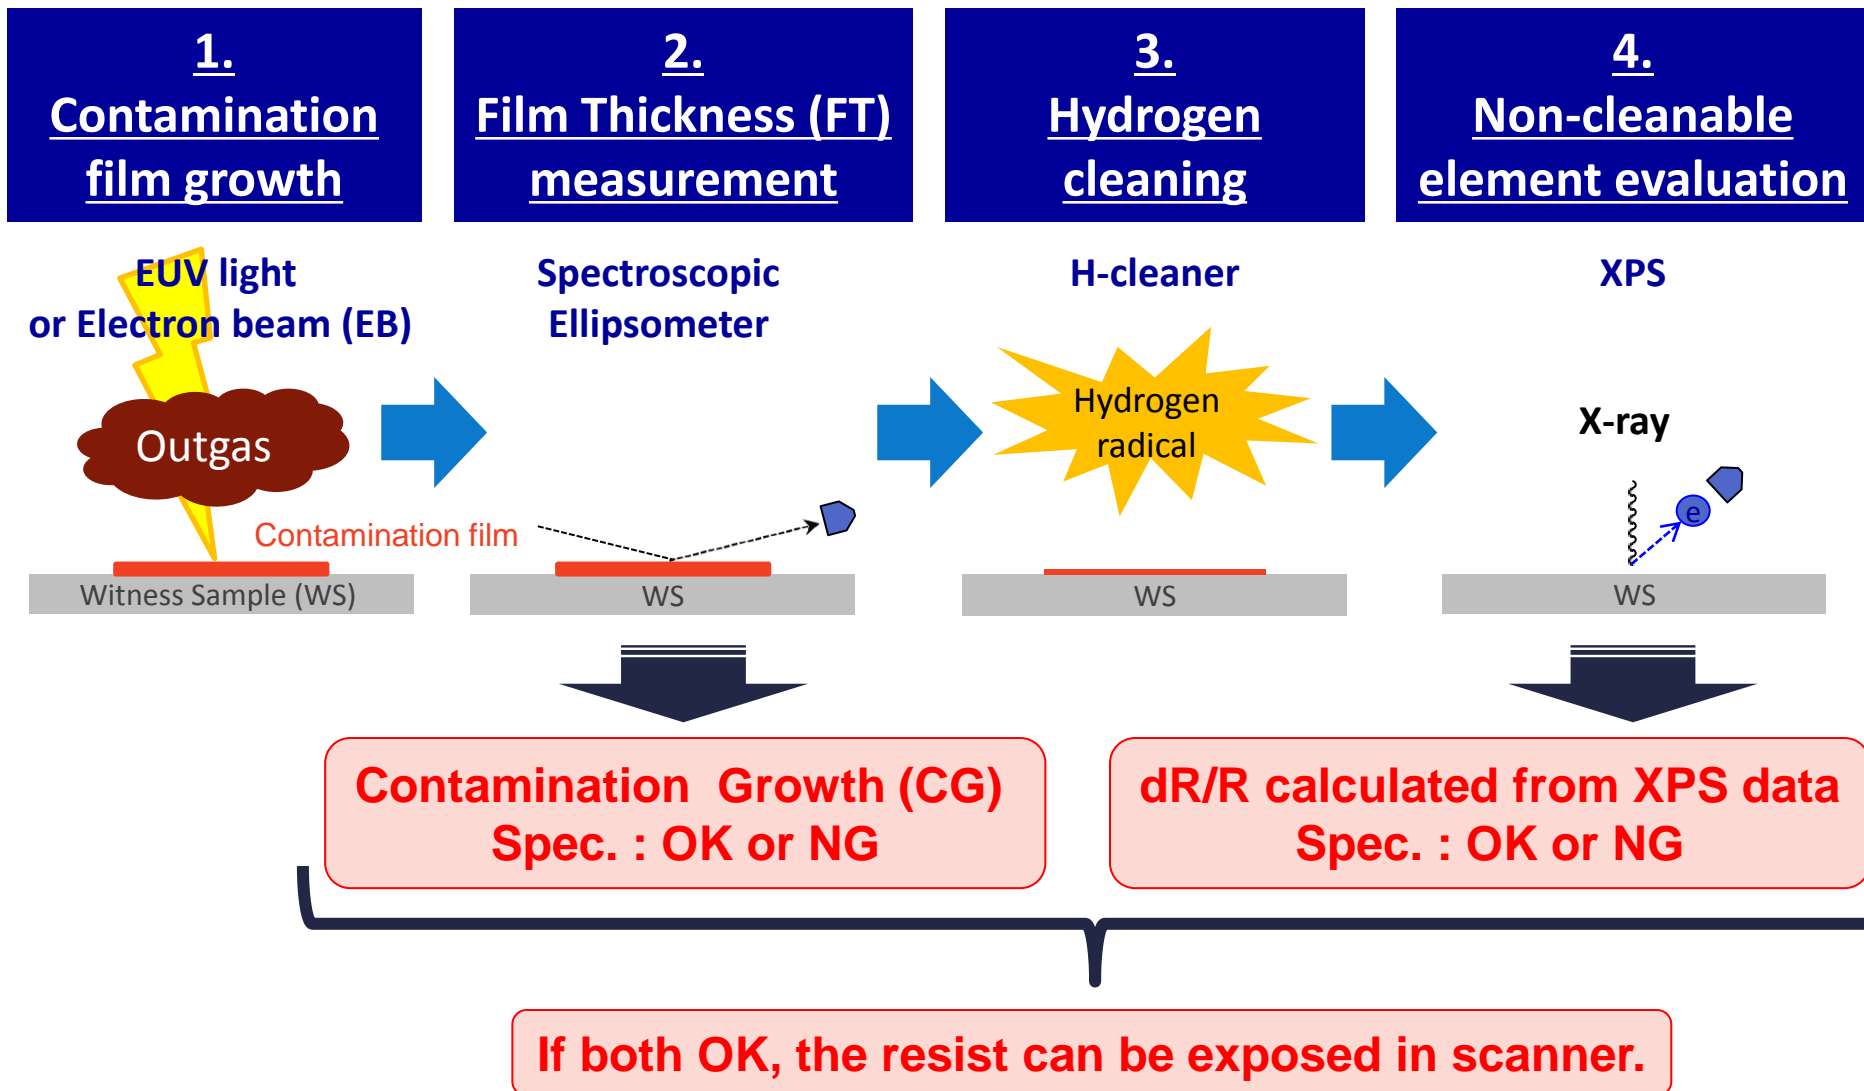 1.
Contamination
film growth
2.
Film Thickness (FT)
measurement
3.
Hydrogen
cleaning
4.
Non-cleanable
element evaluation
EUV light
or Electron beam (EB)
Spectroscopic
Ellipsometer
H-cleaner
XPS
Outgas
Hydrogen
radical
X-ray
e
Contamination film
Witness Sample (WS)
WS
WS
WS
Contamination Growth (CG)
Spec. : OK or NG
dR/R calculated from XPS data
Spec. : OK or NG
If both OK, the resist can be exposed in scanner.